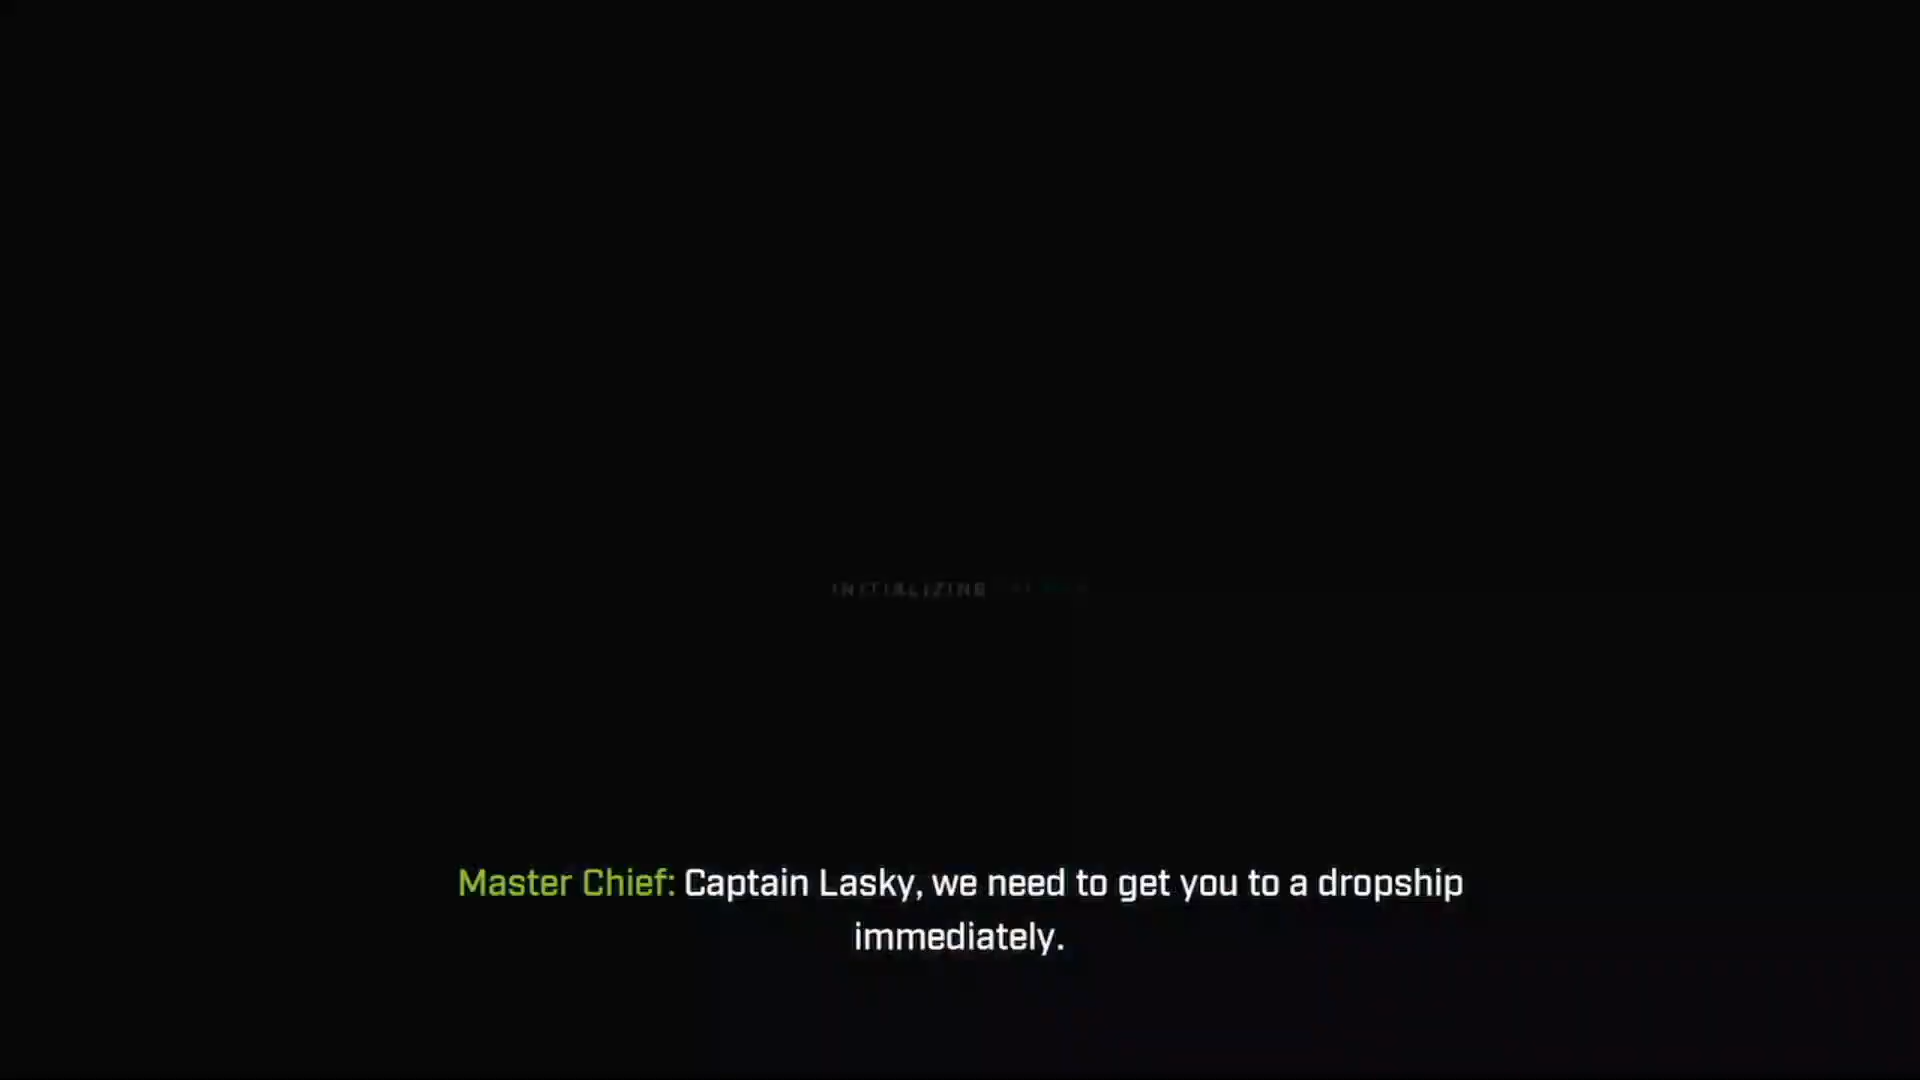 INITIALIZING
Master Chief: Captain Lasky, we need to get you to a dropship
immediately.